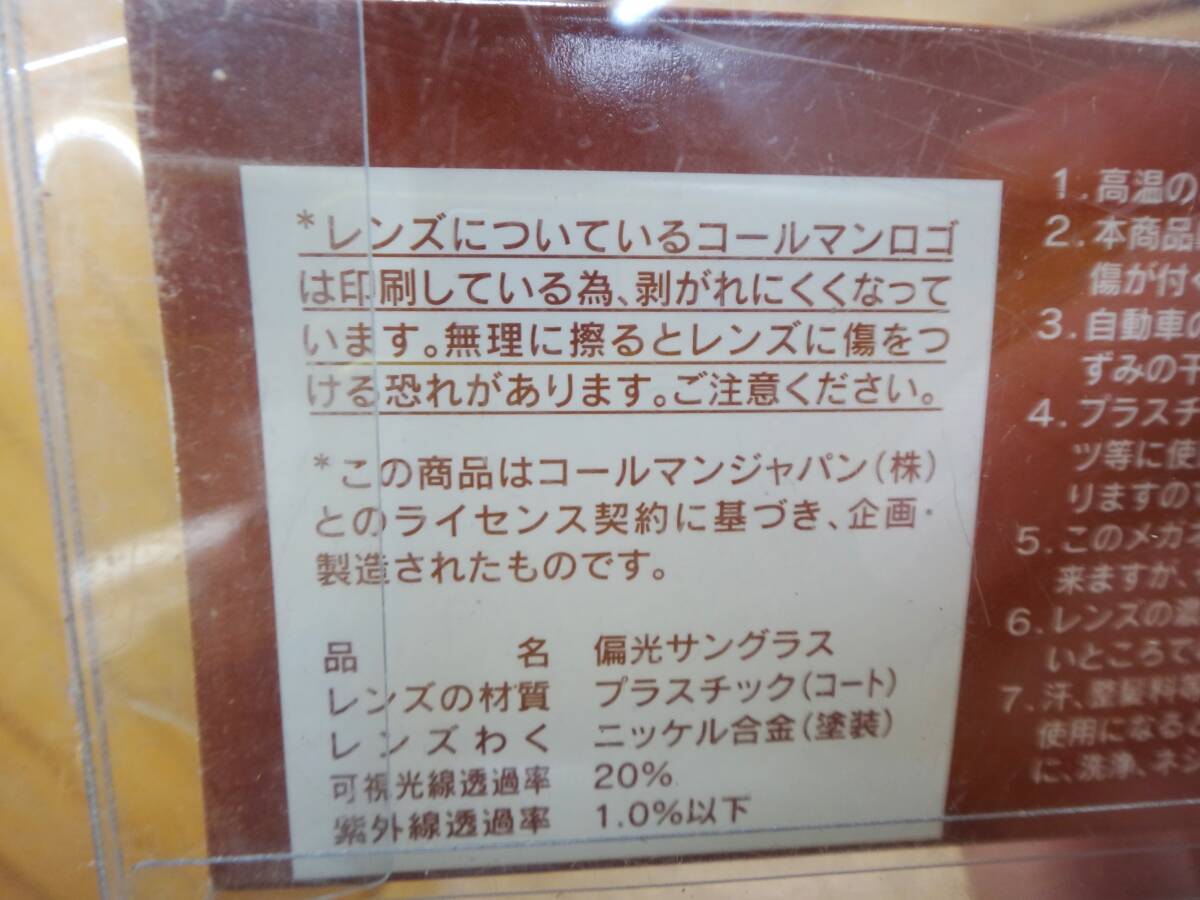 *レンズについているコールマンロゴ
は印刷している為、剥がれにくくなって
います。無理に擦るとレンズに傷をつ
ける恐れがあります。ご注意ください。
*この商品はコールマンジャパン(株)
とのライセンス契約に基づき、企画・
製造されたものです。
品 名 偏光サングラス
レンズの材質 プラスチック(コート)
レンズわく ニッケル合金(塗装)
可視光線透過率 20%
紫外線透過率 1.0%以下
1.高温の
2.本商品
傷が付く
3.自動車の
ずみの
4.プラスチ
ツ等に使
りますの
5.このメガネ
来ますが、
6.レンズの
いところで
7.汗、整髪料等
使用になる
に、洗浄、ネジ